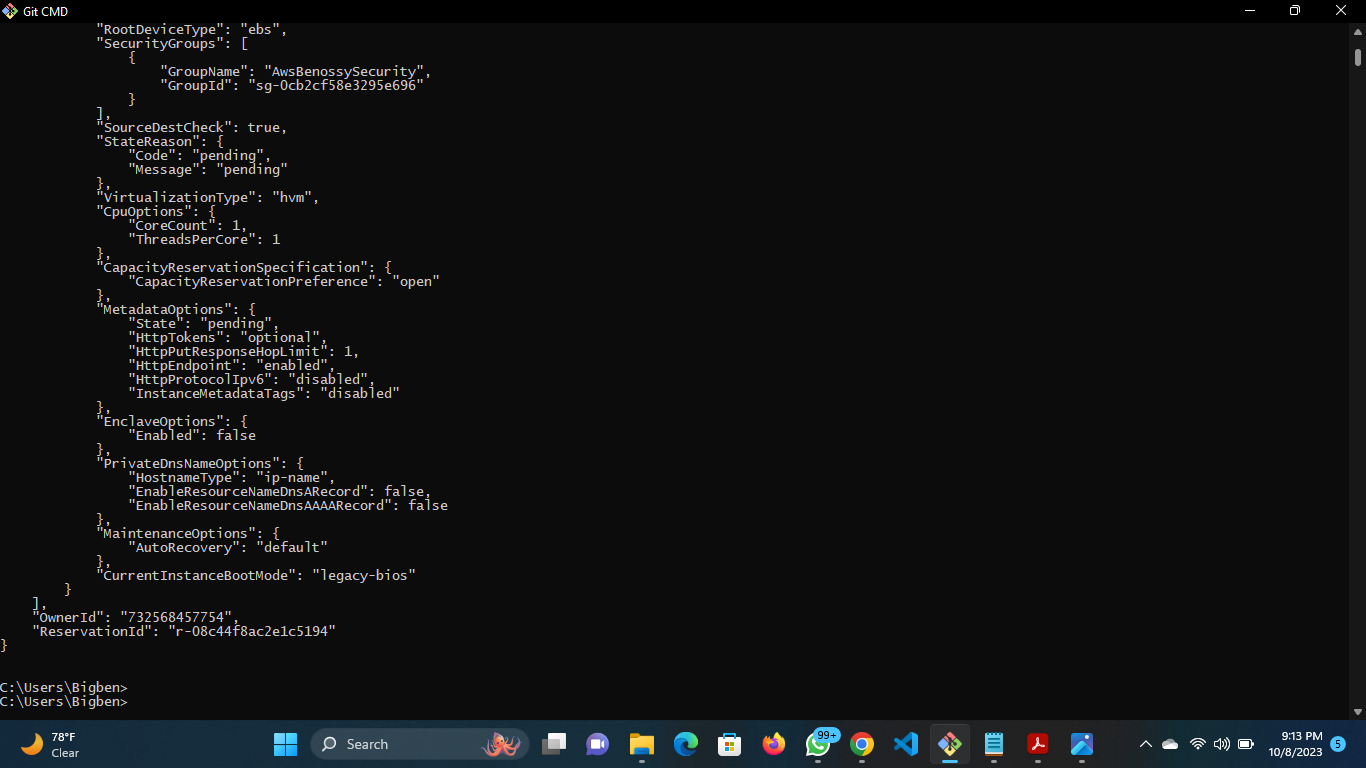 Git CMD
            "RootDeviceType": "ebs",
            "SecurityGroups": [
                {
                    "GroupName": "AwsBenossySecurity",
                    "GroupId": "sg-0cb2cf58e3295e696"
                }
            ],
            "SourceDestCheck": true,
            "StateReason": {
                "Code": "pending",
                "Message": "pending"
            },
            "VirtualizationType": "hvm",
            "CpuOptions": {
                "CoreCount": 1,
                "ThreadsPerCore": 1
            },
            "CapacityReservationSpecification": {
                "CapacityReservationPreference": "open"
            },
            "MetadataOptions": {
                "State": "pending",
                "HttpTokens": "optional",
                "HttpPutResponseHopLimit": 1,
                "HttpEndpoint": "enabled",
                "HttpProtocolIpv6": "disabled",
                "InstanceMetadataTags": "disabled"
            },
            "EnclaveOptions": {
                "Enabled": false
            },
            "PrivateDnsNameOptions": {
                "HostnameType": "ip-name",
                "EnableResourceNameDnsARecord": false,
                "EnableResourceNameDnsAAAARecord": false
            },
            "MaintenanceOptions": {
                "AutoRecovery": "default"
            },
            "CurrentInstanceBootMode": "legacy-bios"
        }
    ],
    "OwnerId": "732568457754",
    "ReservationId": "r-08c44f8ac2e1c5194"
}
C:\Users\Bigben>
C:\Users\Bigben>
78°F
Clear
Search
99+
9:13 PM
10/8/2023
5